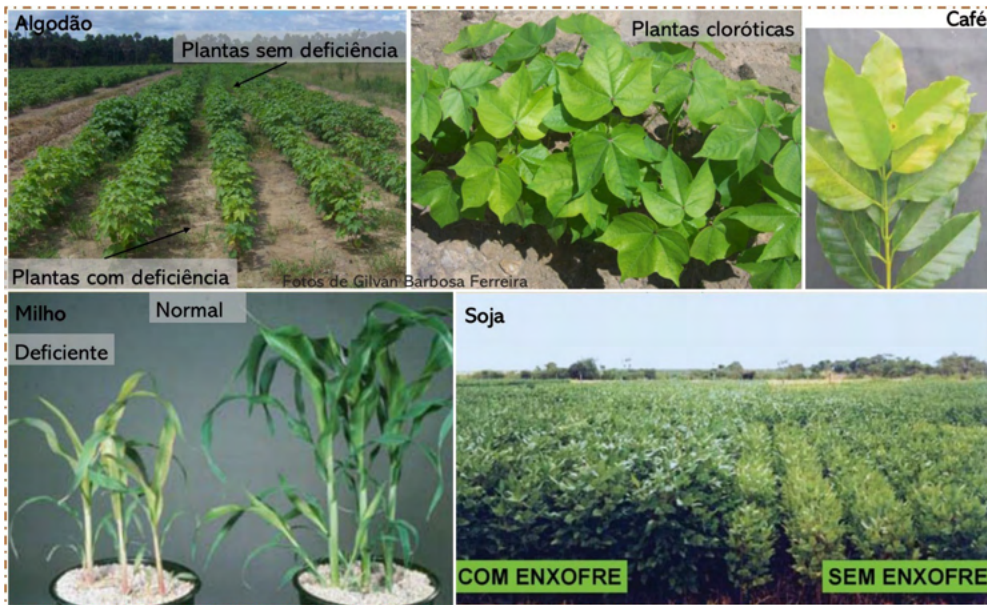 Algodão
Plantas sem deficiência
Plantas com deficiência
Fotos de Gilvan Barbosa Ferreira
Plantas cloróticas
Café
Milho
Normal
Deficiente
Soja
COM ENXOFRE
SEM ENXOFRE